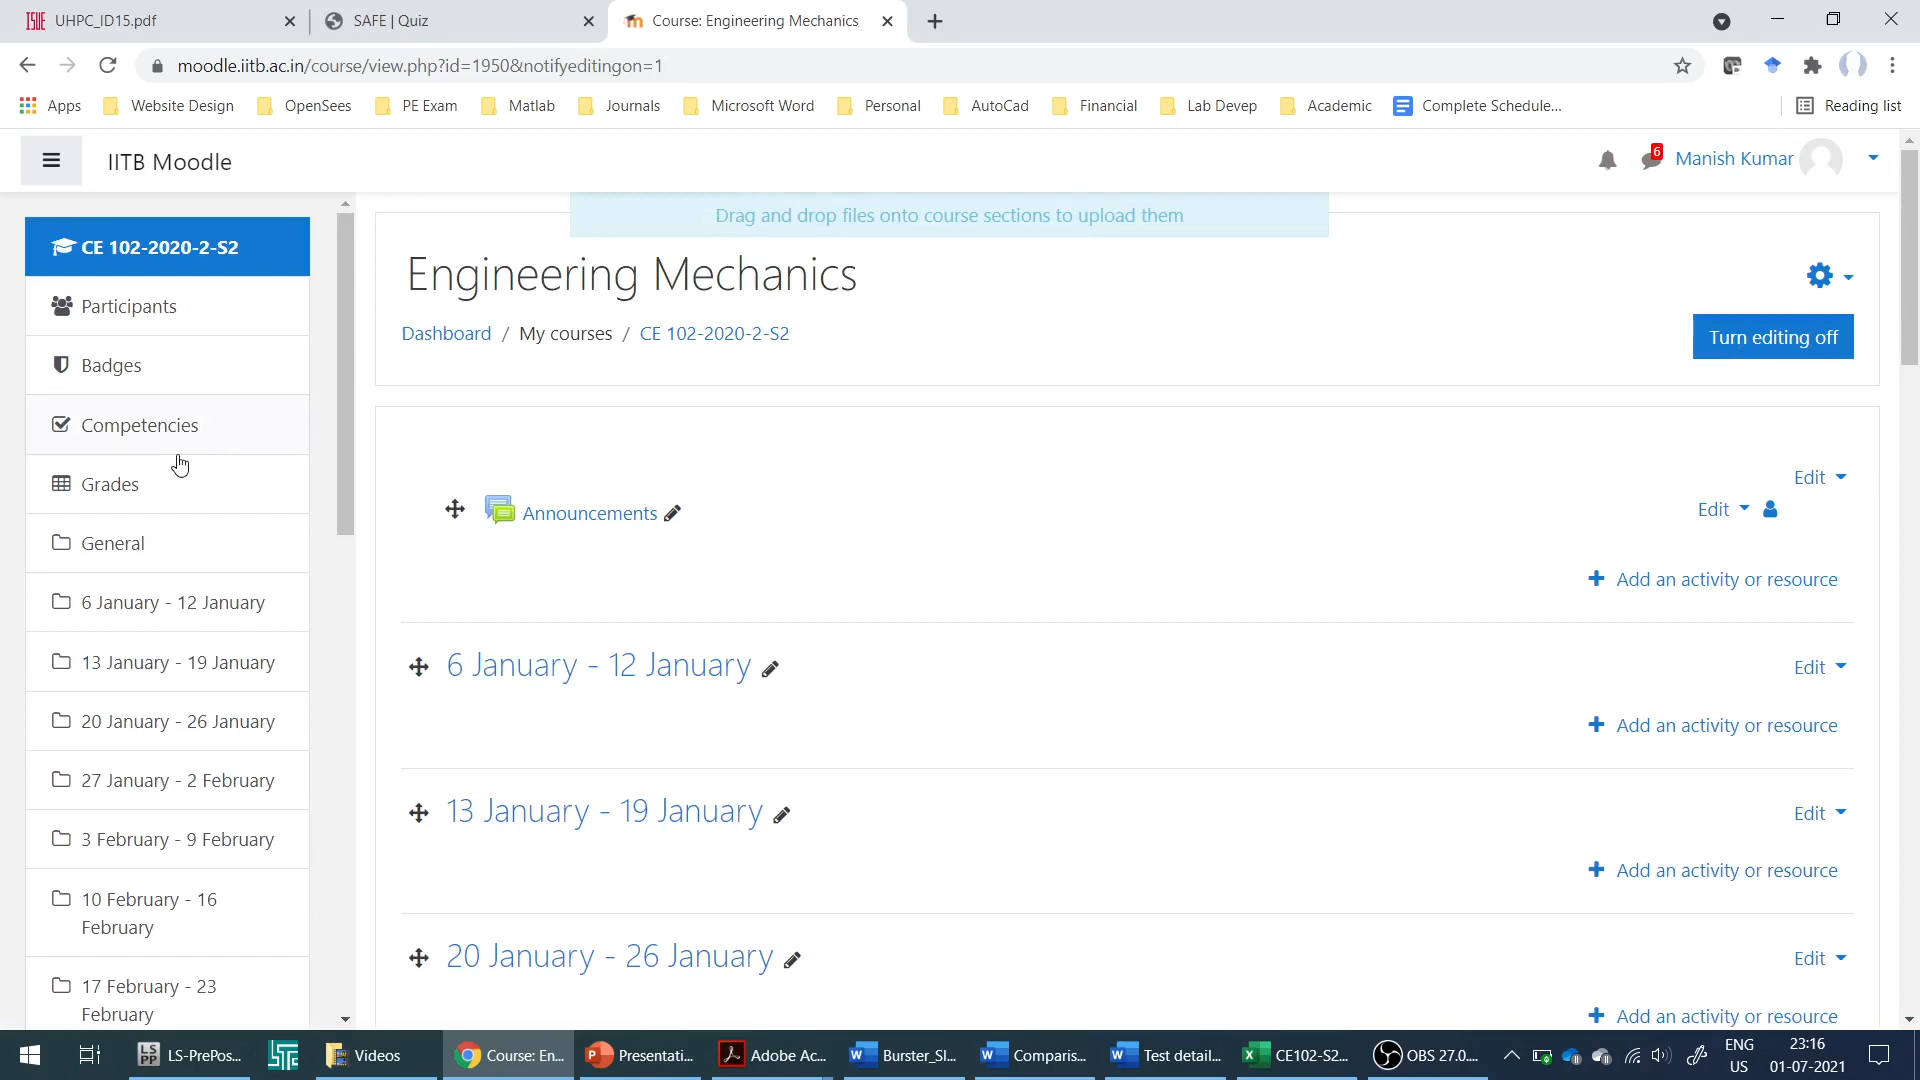 UHPC_ID15.pdf
SAFE | Quiz
Course: Engineering Mechanics
moodle.iitb.ac.in/course/view.php?id=1950&notifyeditingon=1
Apps Website Design OpenSees PE Exam Matlab Journals Microsoft Word Personal AutoCad Financial Lab Devep Academic Complete Schedule... Reading list
IITB Moodle
6
Manish Kumar
CE 102-2020-2-S2
Participants
Badges
Competencies
Grades
General
6 January - 12 January
13 January - 19 January
20 January - 26 January
27 January - 2 February
3 February - 9 February
10 February - 16
February
17 February - 23
February
Drag and drop files onto course sections to upload them
Engineering Mechanics
Dashboard / My courses / CE 102-2020-2-S2
Turn editing off
Edit
Announcements
Edit
Add an activity or resource
6 January - 12 January
Edit
Add an activity or resource
13 January - 19 January
Edit
Add an activity or resource
20 January - 26 January
Edit
Add an activity or resource
LS-PrePos...
Videos
Course: En...
Presentati...
Adobe Ac...
Burster_Sl...
Comparis...
Test detail...
CE102-S2...
OBS 27.0....
ENG
US
23:16
01-07-2021